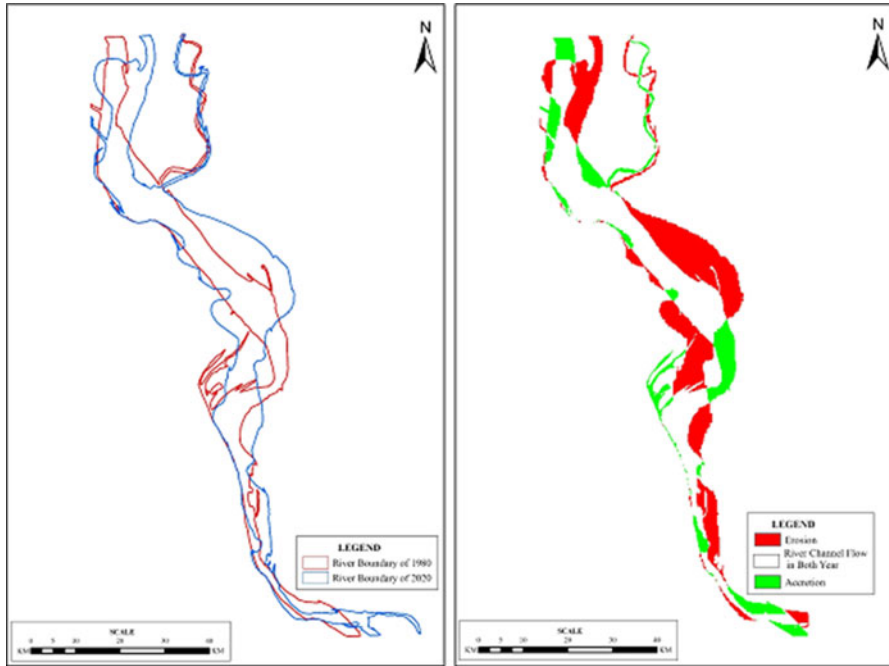 N
LEGEND
River Boundary of 1980
River Boundary of 2020
SCALE
0 5 10 20 30 40
KM KM
N
LEGEND
Erosion
River Channel Flow
in Both Year
Accretion
SCALE
0 5 10 20 30 40
KM KM